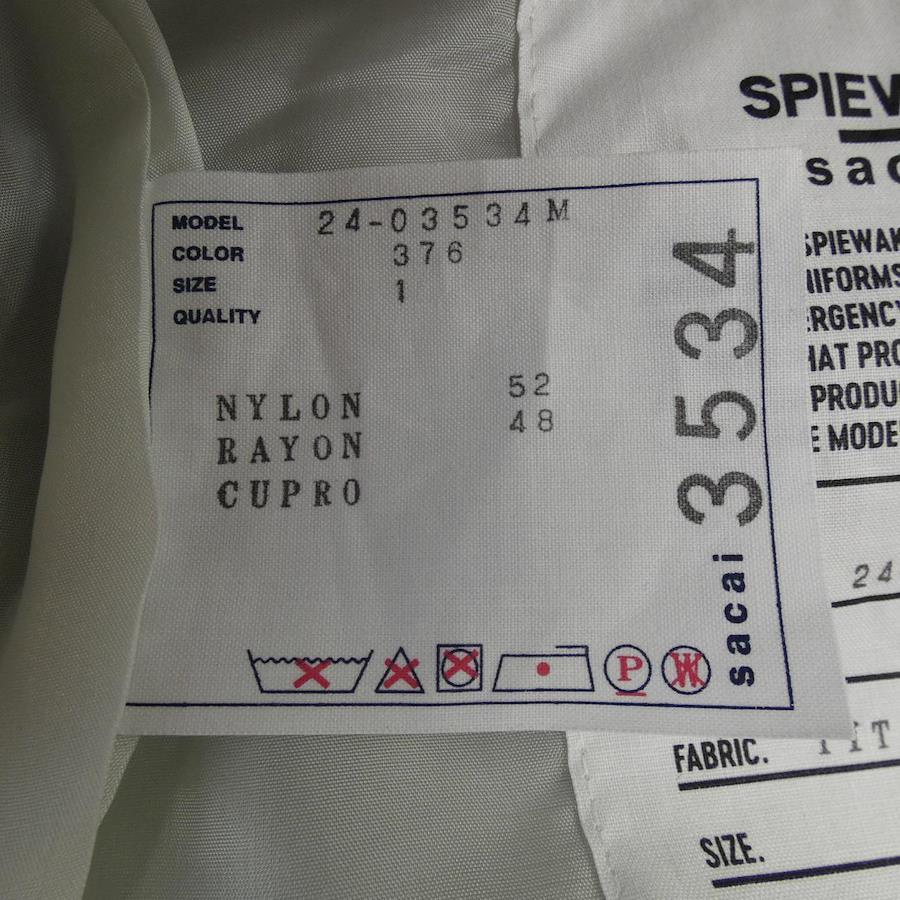 SPIEW
sac
MODEL 24-03534M
COLOR 376
SIZE 1
QUALITY
NYLON 52
RAYON 48
CUPRO
sacai 3534
P
W
SPIEWAK
NIFORMS
ERGENCY
HAT PRO
PRODU
E MODE
24
FABRIC.
SIZE.